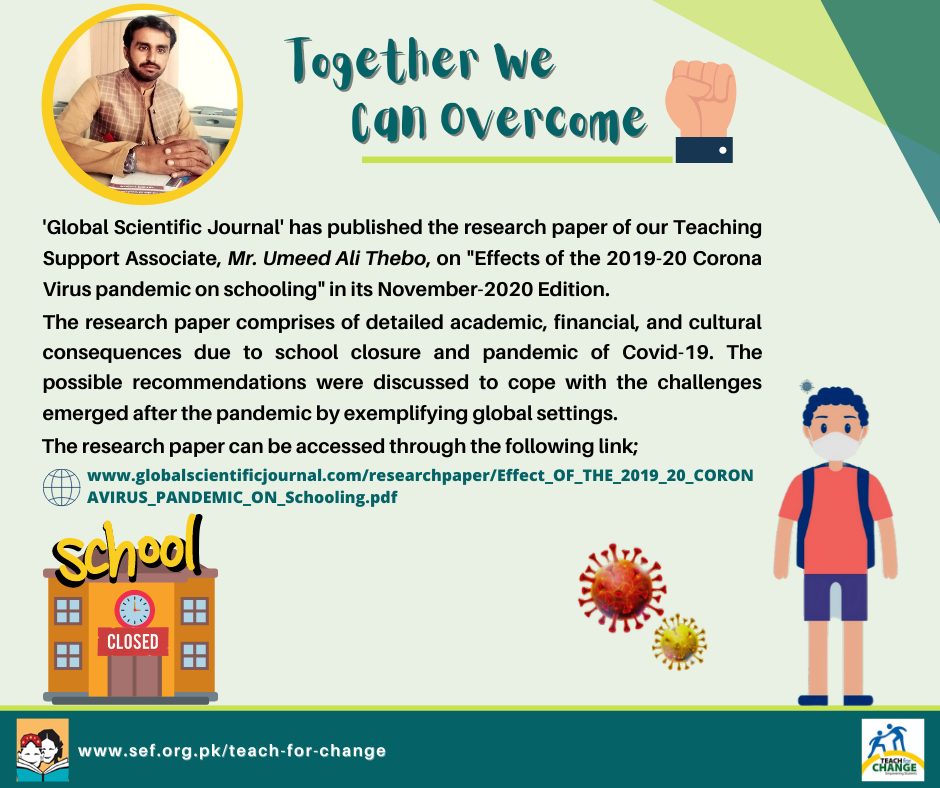 Together We
Can Overcome
'Global Scientific Journal' has published the research paper of our Teaching
Support Associate, Mr. Umeed Ali Thebo, on "Effects of the 2019-20 Corona
Virus pandemic on schooling" in its November-2020 Edition.
The research paper comprises of detailed academic, financial, and cultural
consequences due to school closure and pandemic of Covid-19. The
possible recommendations were discussed to cope with the challenges
emerged after the pandemic by exemplifying global settings.
The research paper can be accessed through the following link;
www.globalscientificjournal.com/researchpaper/Effect_OF_THE_2019_20_CORON
AVIRUS_PANDEMIC_ON_Schooling.pdf
school
CLOSED
www.sef.org.pk/teach-for-change
TEACH for
CHANGE
Empowering Students